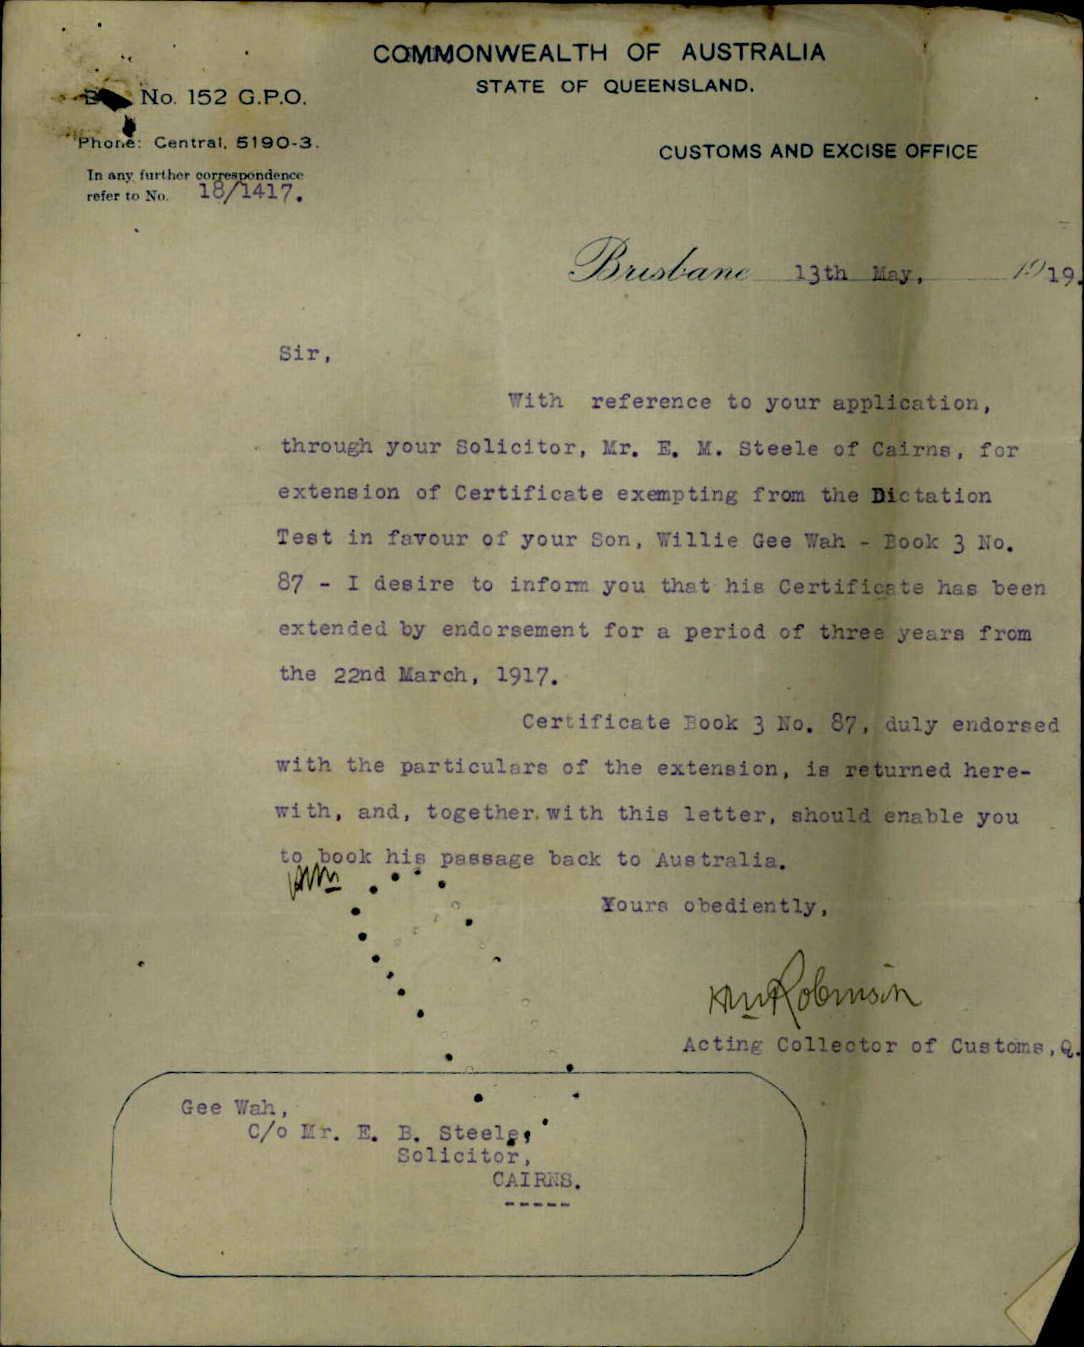 COMMONWEALTH OF AUSTRALIA
STATE OF QUEENSLAND.
No. 152 G.P.O.
Phone: Central, 5190-3.
CUSTOMS AND EXCISE OFFICE
In any further correspondence
refer to No. 18/1417.
Brisbane 13th May, 1919.
Sir,
With reference to your application,
through your Solicitor, Mr. E. M. Steele of Cairns, for
extension of Certificate exempting from the Dictation
Test in favour of your Son, Willie Gee Wah - Book 3 No.
87 - I desire to inform you that his Certificate has been
extended by endorsement for a period of three years from
the 22nd March, 1917.
Certificate Book 3 No. 87, duly endorsed
with the particulars of the extension, is returned here-
with, and, together with this letter, should enable you
to book his passage back to Australia.
Yours obediently,
Robinson
Acting Collector of Customs, Q.
Gee Wah,
C/o Mr. E. B. Steele,
Solicitor,
CAIRNS.
-----